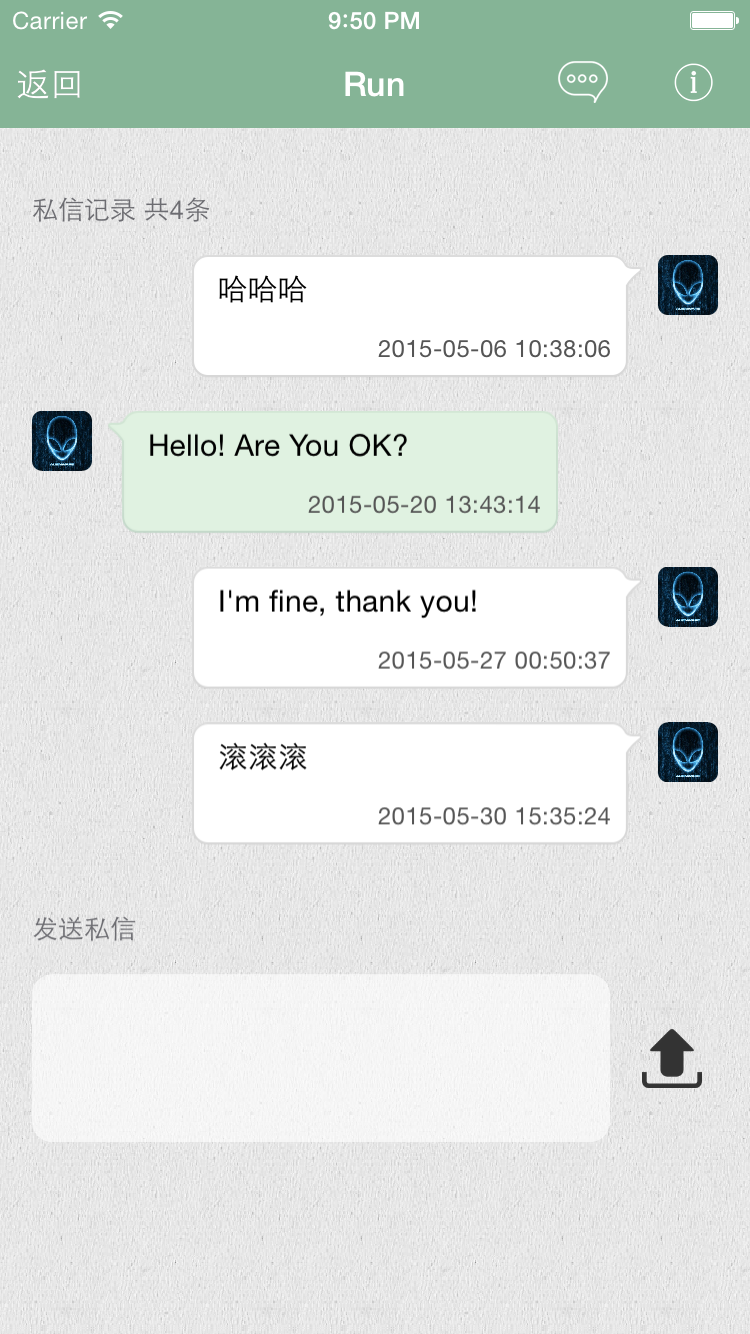 Carrier 9:50 PM
返回 Run
私信记录 共4条
哈哈哈
2015-05-06 10:38:06
Hello! Are You OK?
2015-05-20 13:43:14
I'm fine, thank you!
2015-05-27 00:50:37
滚滚滚
2015-05-30 15:35:24
发送私信